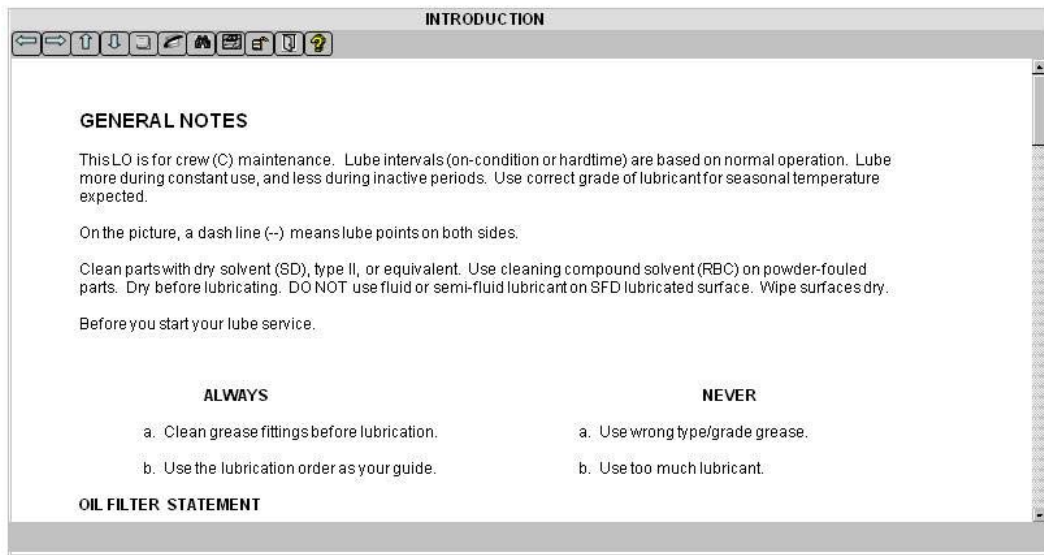 INTRODUCTION
GENERAL NOTES
This LO is for crew (C) maintenance. Lube intervals (on-condition or hardtime) are based on normal operation. Lube
more during constant use, and less during inactive periods. Use correct grade of lubricant for seasonal temperature
expected.
On the picture, a dash line (--) means lube points on both sides.
Clean parts with dry solvent (SD), type II, or equivalent. Use cleaning compound solvent (RBC) on powder-fouled
parts. Dry before lubricating. DO NOT use fluid or semi-fluid lubricant on SFD lubricated surface. Wipe surfaces dry.
Before you start your lube service.
ALWAYS
NEVER
a. Clean grease fittings before lubrication.
a. Use wrong type/grade grease.
b. Use the lubrication order as your guide.
b. Use too much lubricant.
OIL FILTER STATEMENT